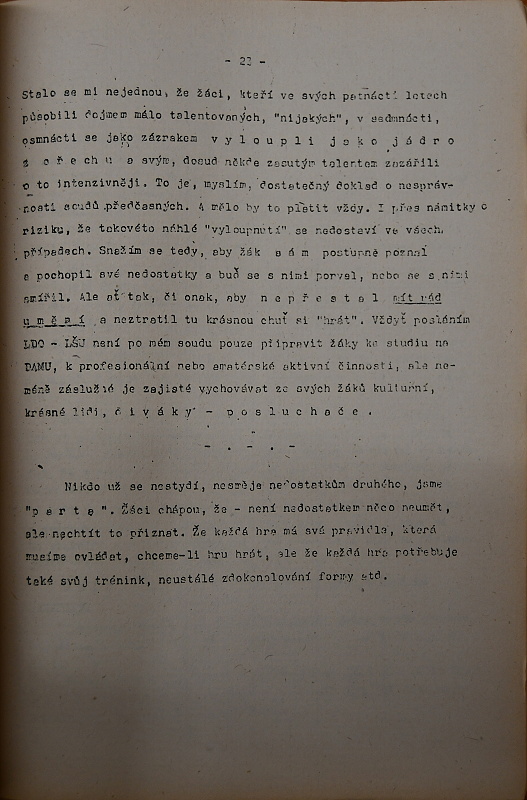 - 23 -
Stalo se mi nejednou, že žáci, kteří ve svých patnácti letech
působili dojmem málo talentovaných, "nijakých", v sedmnácti,
osmnácti se jako zázrakem v y l o u p l i j a k o j á d r o
z o ř e c h u a svým, dosud někde zasutým talentem zazářili
o to intenzivněji. To je, myslím, dostatečný doklad o nespráv-
nosti soudů předčasných. A mělo by to platit vždy. I přes námitky o
riziku, že takovéto náhlé "vyloupnutí" se nedostaví ve všech
případech. Snažím se tedy, aby žák s á m postupně poznal
a pochopil své nedostatky a buď se s nimi porval, nebo se s nimi
smířil. Ale ať tak, či onak, aby n e p ř e s t a l mít rád
u m ě n í a neztratil tu krásnou chuť si "hrát". Vždyť posláním
LDO - LŠU není po mém soudu pouze připravit žáky ke studiu na
DAMU, k profesionální nebo amatérské aktivní činnosti, ale ne-
méně záslužné je zajisté vychovávat ze svých žáků kulturní,
krásné lidi, d i v á k y - p o s l u c h a č e .
- . - . -
Nikdo už se nestydí, nesměje nedostatkům druhého, jsme
"p a r t a ". Žáci chápou, že - není nedostatkem něco neumět,
ale nechtít to přiznat. Že každá hra má svá pravidla, která
musíme ovládat, chceme-li hru hrát, ale že každá hra potřebuje
také svůj trénink, neustálé zdokonalování formy atd.